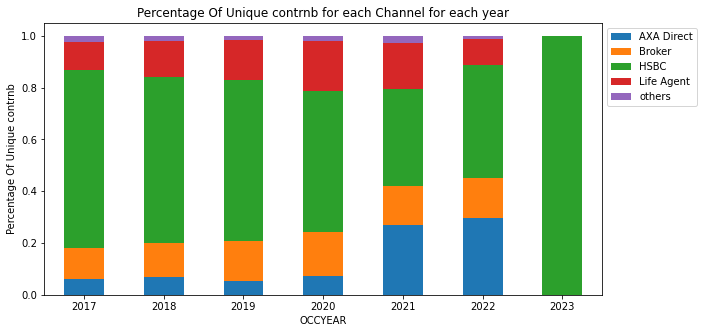 Percentage Of Unique contrnb for each Channel for each year
Percentage Of Unique contrnb
1.0
0.8
0.6
0.4
0.2
0.0
2017 2018 2019 2020 2021 2022 2023
OCCYEAR
AXA Direct
Broker
HSBC
Life Agent
others